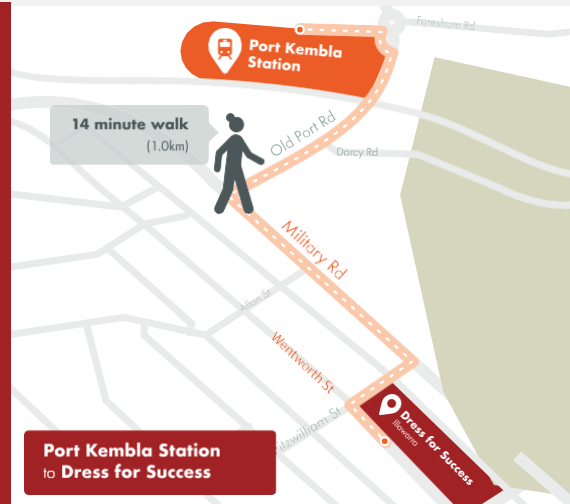 Foreshore Rd
Port Kembla
Station
14 minute walk
(1.0km)
Old Port Rd
Darcy Rd
Military Rd
Allan St
Wentworth St
Fitzwilliam St
Dress for Success
Illawarra
Port Kembla Station
to Dress for Success